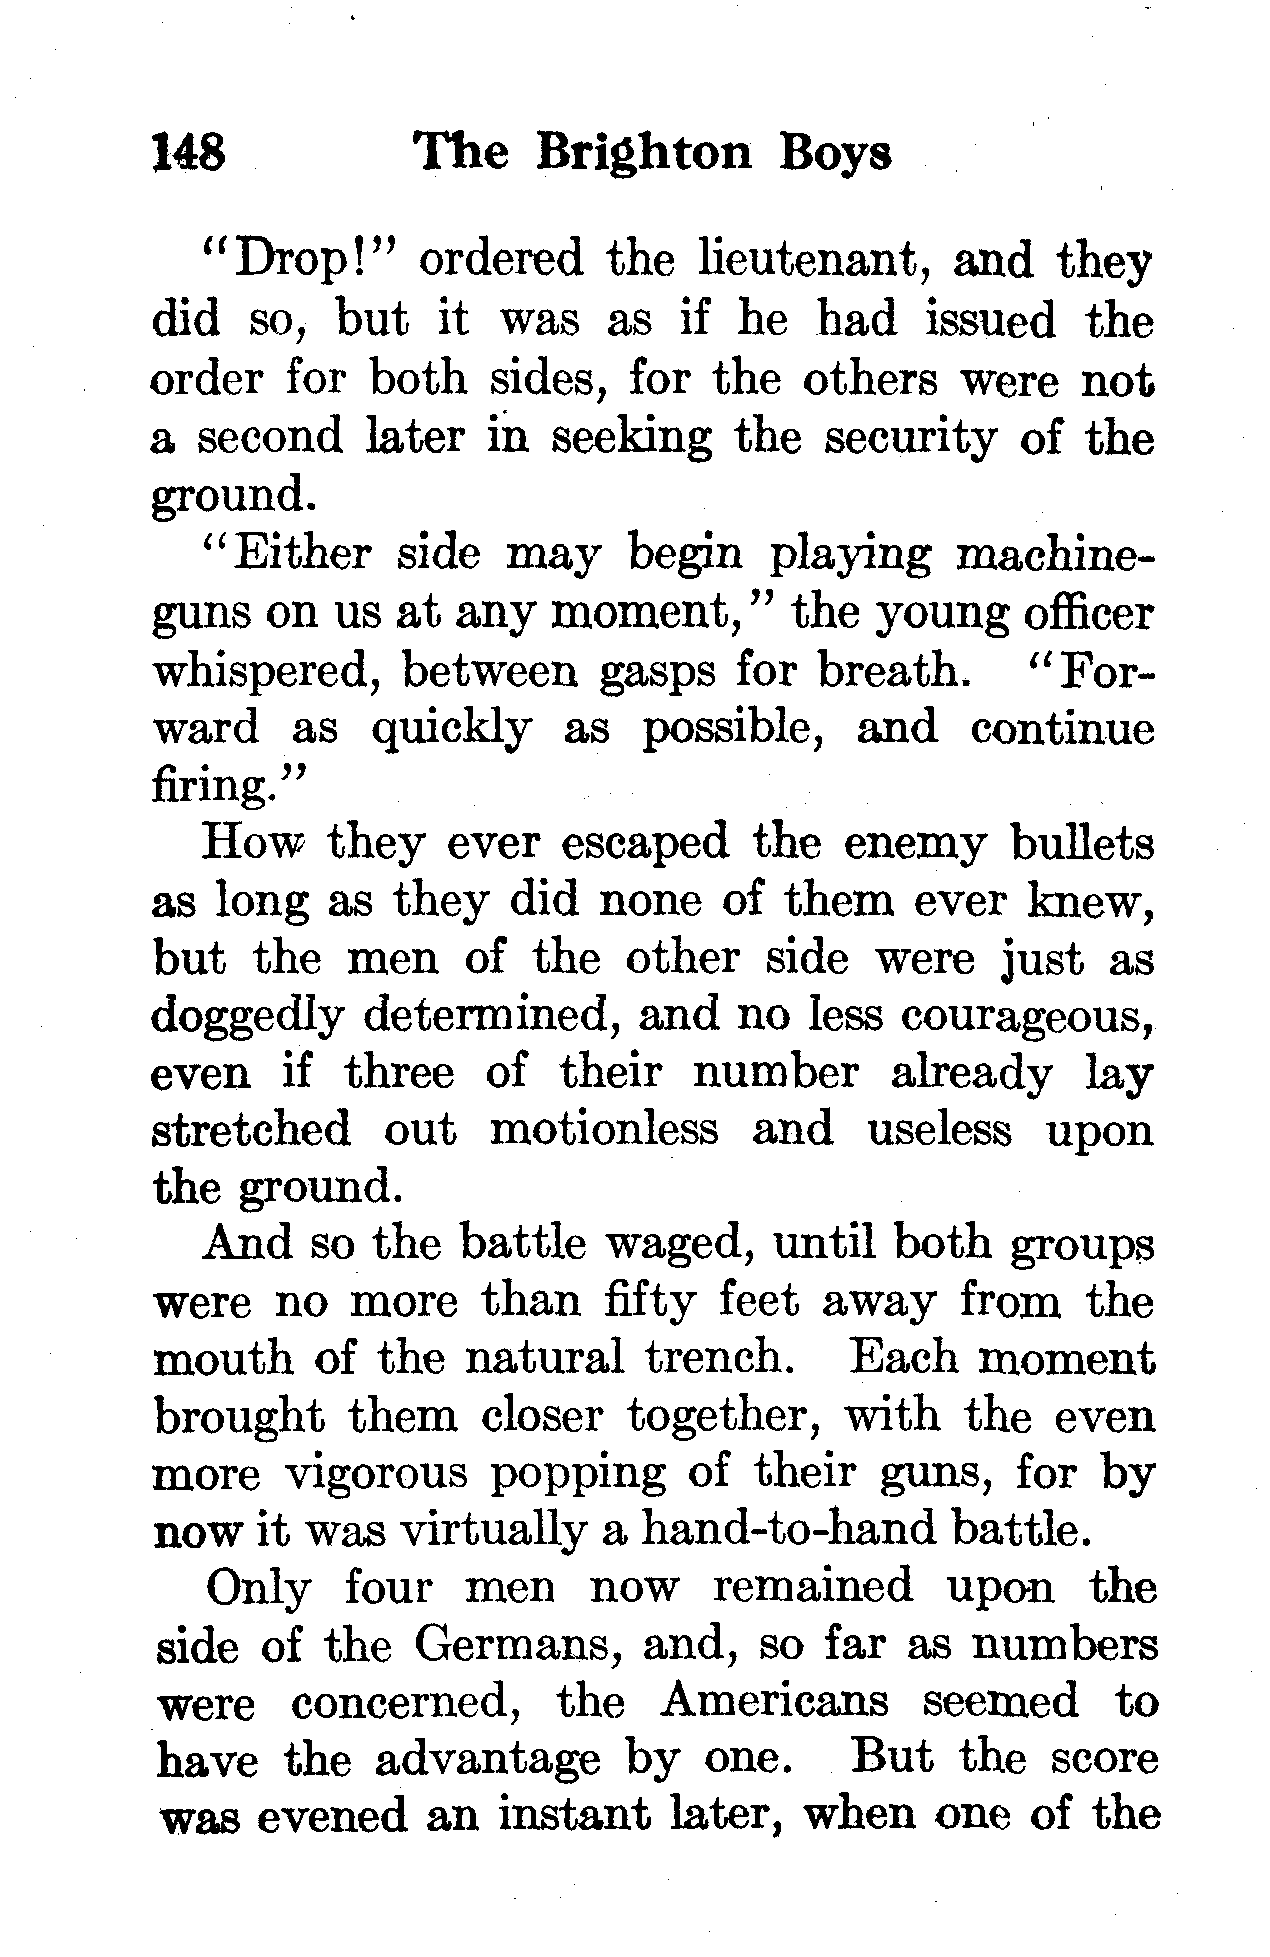 148 The Brighton Boys
"Drop!" ordered the lieutenant, and they
did so, but it was as if he had issued the
order for both sides, for the others were not
a second later in seeking the security of the
ground.
"Either side may begin playing machine-
guns on us at any moment," the young officer
whispered, between gasps for breath. "For-
ward as quickly as possible, and continue
firing."
How they ever escaped the enemy bullets
as long as they did none of them ever knew,
but the men of the other side were just as
doggedly determined, and no less courageous,
even if three of their number already lay
stretched out motionless and useless upon
the ground.
And so the battle waged, until both groups
were no more than fifty feet away from the
mouth of the natural trench. Each moment
brought them closer together, with the even
more vigorous popping of their guns, for by
now it was virtually a hand-to-hand battle.
Only four men now remained upon the
side of the Germans, and, so far as numbers
were concerned, the Americans seemed to
have the advantage by one. But the score
was evened an instant later, when one of the